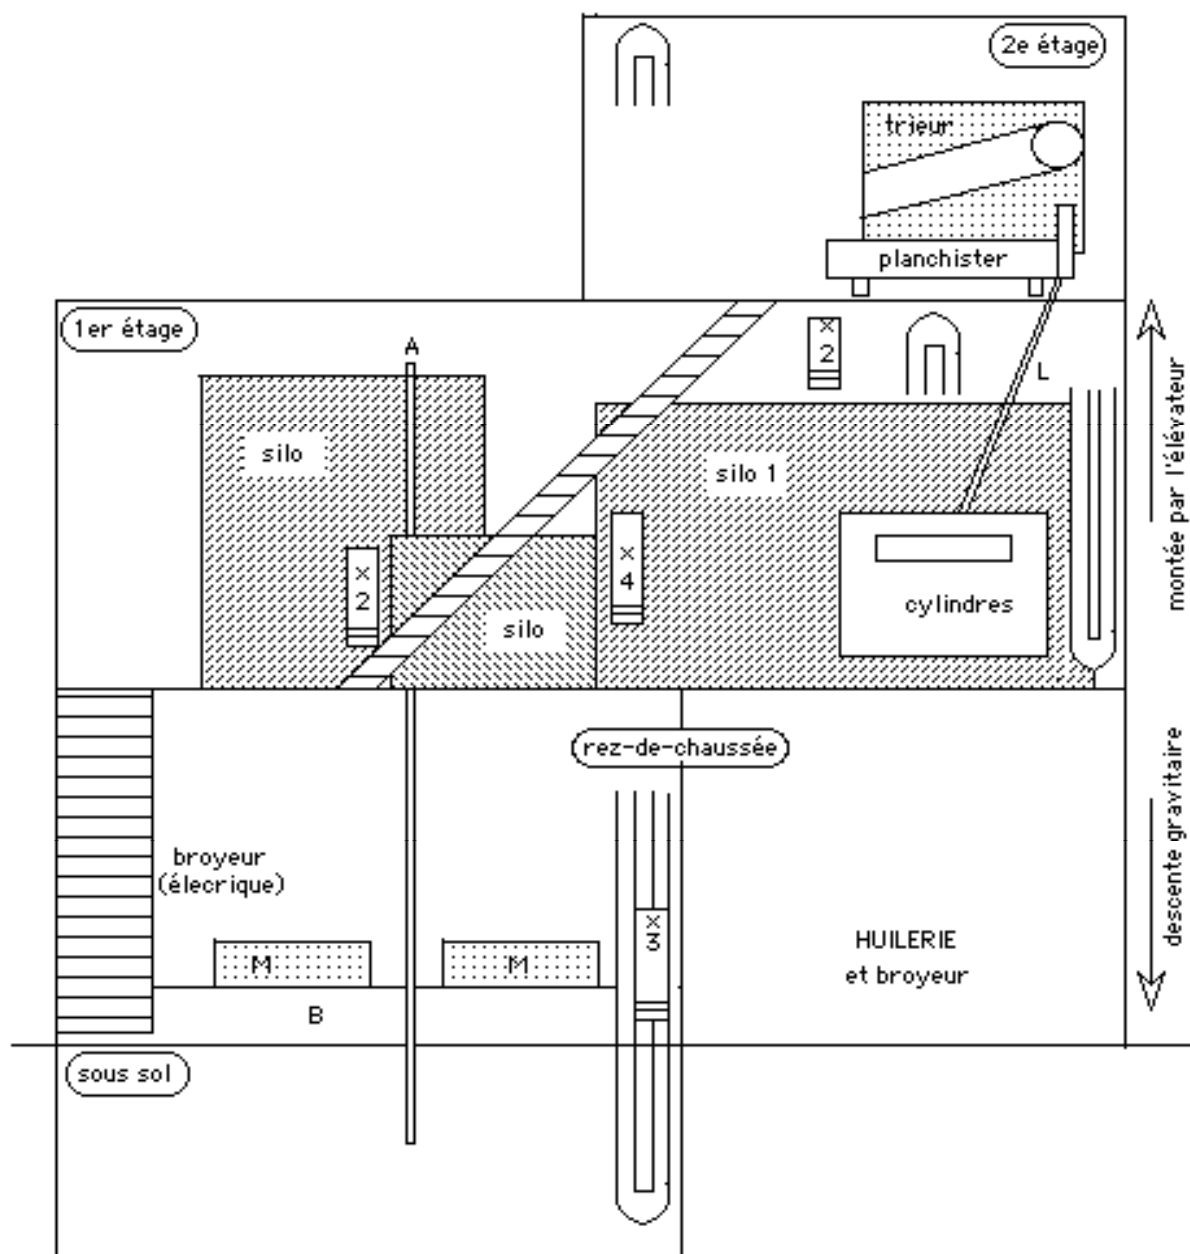 2e étage
trieur
planchister
1er étage
A
×
2
L
silo
silo 1
montée par l'élévateur
×
2
×
4
cylindres
silo
rez-de-chaussée
descente gravitaire
broyeur
(élecrique)
×
3
HUILERIE
et broyeur
M
M
B
sous sol